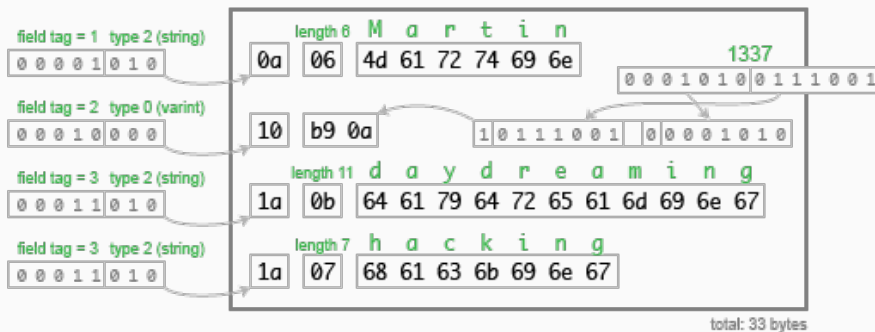 length 6 M a r t i n
field tag = 1 type 2 (string)
0 0 0 0 1 0 1 0
0a 06 4d 61 72 74 69 6e
1337
0 0 0 1 0 1 0 0 1 1 1 0 0 1
field tag = 2 type 0 (varint)
0 0 0 1 0 0 0 0
10 b9 0a
1 0 1 1 1 0 0 1 0 0 0 0 1 0 1 0
length 11 d a y d r e a m i n g
field tag = 3 type 2 (string)
0 0 0 1 1 0 1 0
1a 0b 64 61 79 64 72 65 61 6d 69 6e 67
length 7 h a c k i n g
field tag = 3 type 2 (string)
0 0 0 1 1 0 1 0
1a 07 68 61 63 6b 69 6e 67
total: 33 bytes